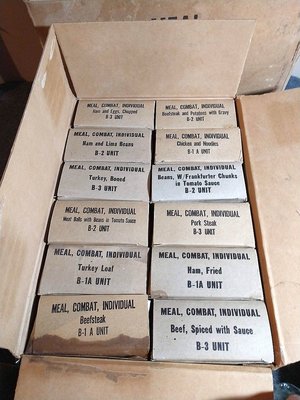 MEAL
MEAL, COMBAT, INDIVIDUAL
Ham and Eggs, Chopped
B-3 UNIT
MEAL, COMBAT, INDIVIDUAL
Beefsteak and Potatoes with Gravy
B-2 UNIT
MEAL, COMBAT, INDIVIDUAL
Ham and Lima Beans
B-2 UNIT
MEAL, COMBAT, INDIVIDUAL
Chicken and Noodles
B-1 A UNIT
MEAL, COMBAT, INDIVIDUAL
Turkey, Boned
B-3 UNIT
MEAL, COMBAT, INDIVIDUAL
Beans, W/Frankfurter Chunks
in Tomato Sauce
B-2 UNIT
MEAL, COMBAT, INDIVIDUAL
Meat Balls with Beans in Tomato Sauce
B-2 UNIT
MEAL, COMBAT, INDIVIDUAL
Pork Steak
B-3 UNIT
MEAL, COMBAT, INDIVIDUAL
Turkey Loaf
B-1A UNIT
MEAL, COMBAT, INDIVIDUAL
Ham, Fried
B-1A UNIT
MEAL, COMBAT, INDIVIDUAL
Beefsteak
B-1 A UNIT
MEAL, COMBAT, INDIVIDUAL
Beef, Spiced with Sauce
B-3 UNIT